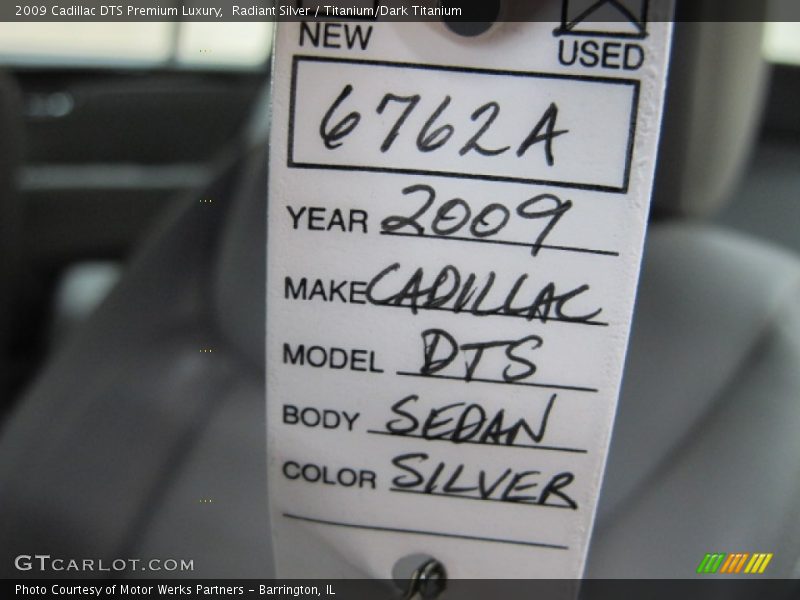 2009 Cadillac DTS Premium Luxury,  Radiant Silver / Titanium/Dark Titanium
NEW USED
6762A
YEAR 2009
MAKE CADILLAC
MODEL DTS
BODY SEDAN
COLOR SILVER
GTCARLOT.COM
Photo Courtesy of Motor Werks Partners - Barrington, IL